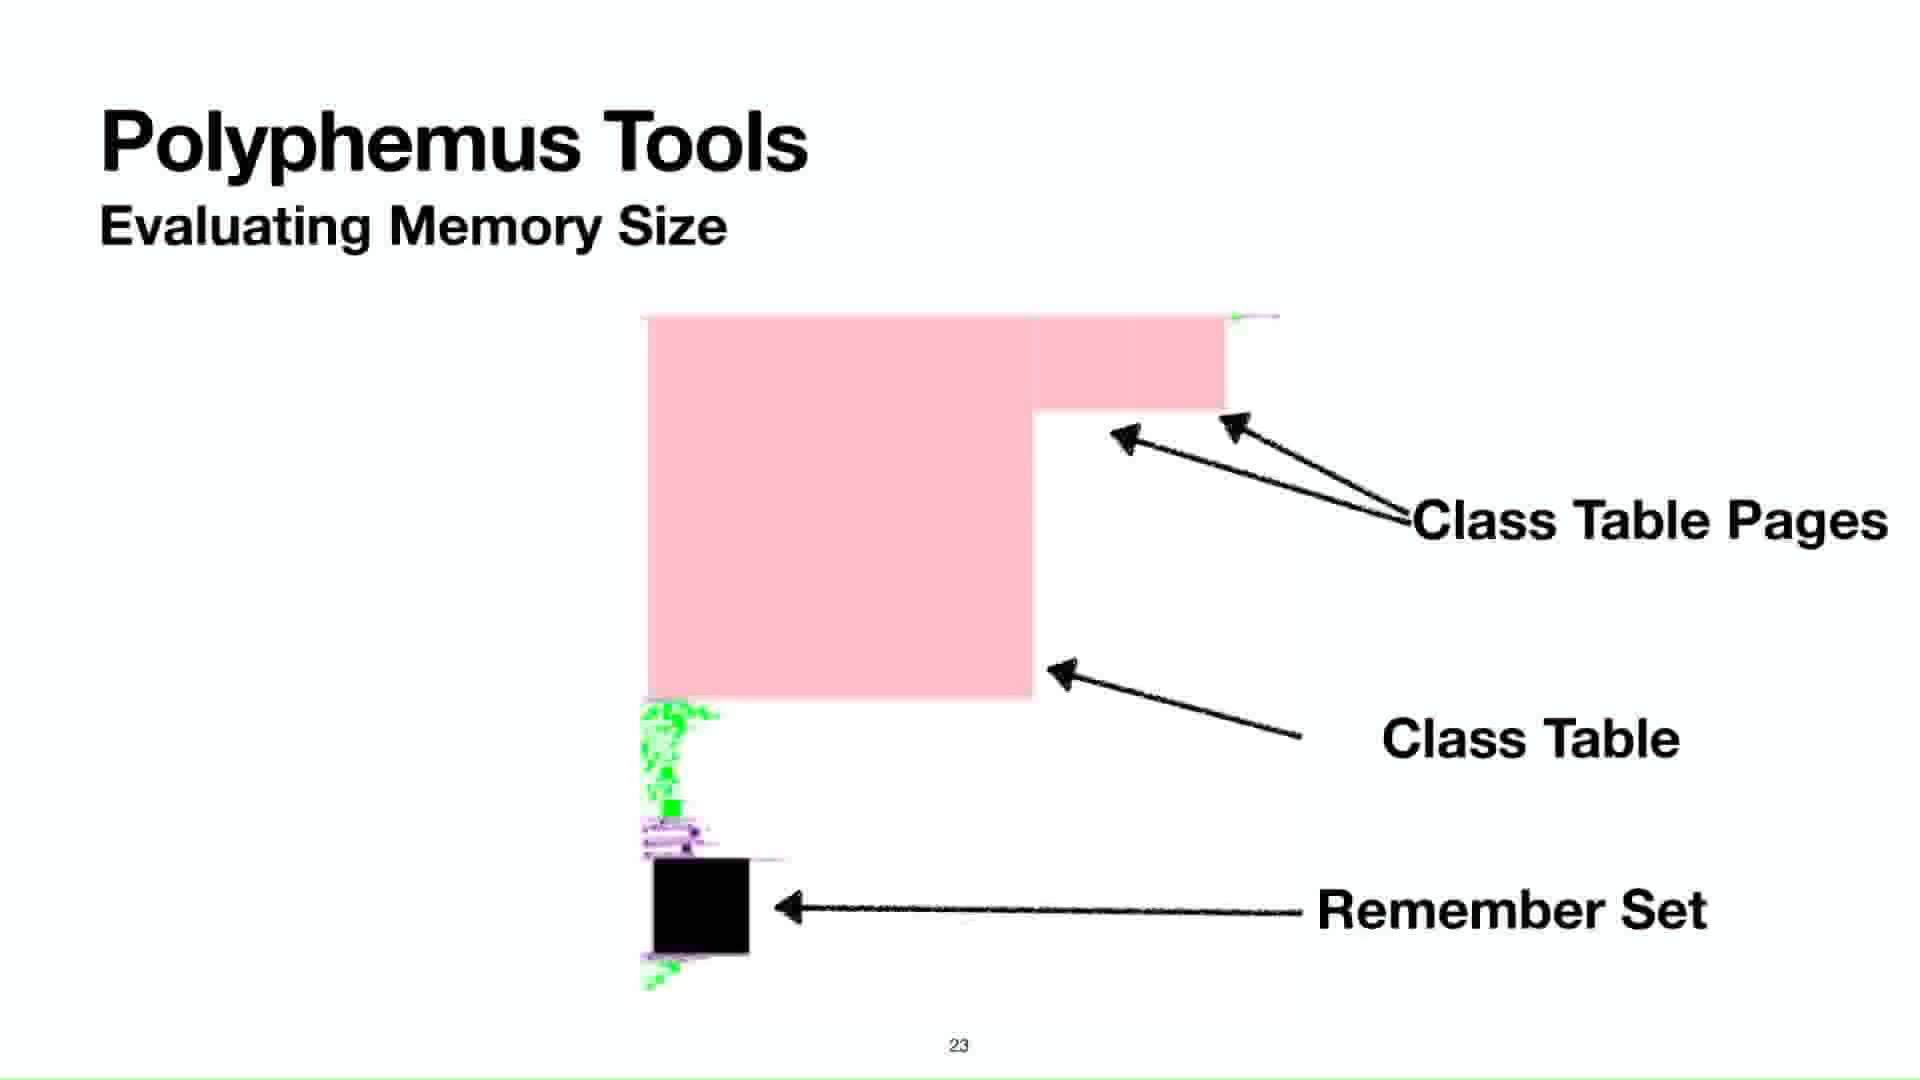 Polyphemus Tools
Evaluating Memory Size
Class Table Pages
Class Table
Remember Set
23